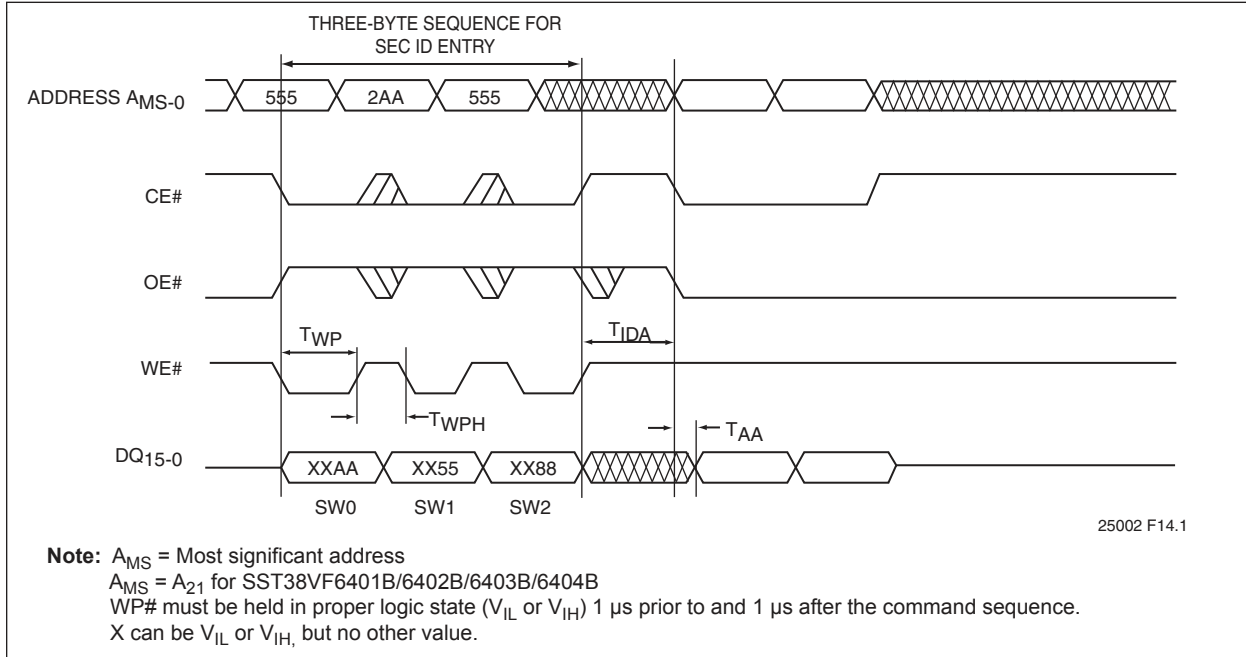 THREE-BYTE SEQUENCE FOR
SEC ID ENTRY
ADDRESS AMS-0
555 2AA 555
CE#
OE#
TWP TIDA
WE#
TWPH TAA
DQ15-0
XXAA XX55 XX88
SW0 SW1 SW2
25002 F14.1
Note: AMS = Most significant address
AMS = A21 for SST38VF6401B/6402B/6403B/6404B
WP# must be held in proper logic state (VIL or VIH) 1 µs prior to and 1 µs after the command sequence.
X can be VIL or VIH, but no other value.